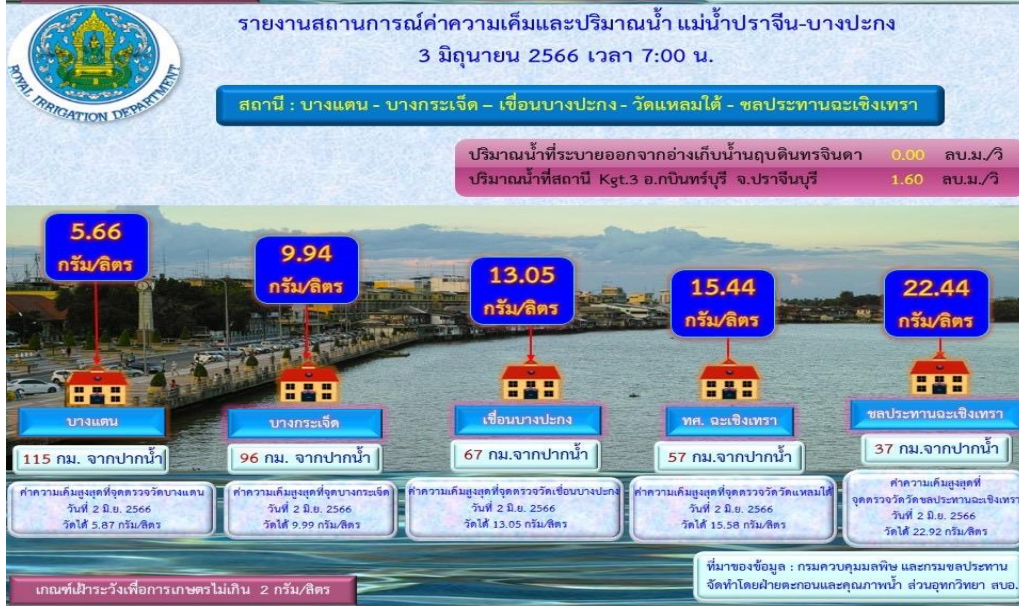 รายงานสถานการณ์ค่าความเค็มและปริมาณน้ำ แม่น้ำปราจีน-บางปะกง
3 มิถุนายน 2566 เวลา 7:00 น.
ROYAL IRRIGATION DEPARTMENT
สถานี : บางแตน - บางกระเจ็ด – เขื่อนบางปะกง - วัดแหลมใต้ - ชลประทานฉะเชิงเทรา
ปริมาณน้ำที่ระบายออกจากอ่างเก็บน้ำนฤบดินทรจินดา 0.00 ลบ.ม./วิ
ปริมาณน้ำที่สถานี Kgt.3 อ.กบินทร์บุรี จ.ปราจีนบุรี 1.60 ลบ.ม./วิ
5.66
กรัม/ลิตร
9.94
กรัม/ลิตร
13.05
กรัม/ลิตร
15.44
กรัม/ลิตร
22.44
กรัม/ลิตร
บางแตน
บางกระเจ็ด
เขื่อนบางปะกง
ทศ. ฉะเชิงเทรา
ชลประทานฉะเชิงเทรา
115 กม. จากปากน้ำ
96 กม. จากปากน้ำ
67 กม.จากปากน้ำ
57 กม.จากปากน้ำ
37 กม.จากปากน้ำ
ค่าความเค็มสูงสุดที่จุดตรวจวัดบางแตน
วันที่ 2 มิ.ย. 2566
วัดได้ 5.87 กรัม/ลิตร
ค่าความเค็มสูงสุดที่จุดบางกระเจ็ด
วันที่ 2 มิ.ย. 2566
วัดได้ 9.99 กรัม/ลิตร
ค่าความเค็มสูงสุดที่จุดตรวจวัดเขื่อนบางปะกง
วันที่ 2 มิ.ย. 2566
วัดได้ 13.05 กรัม/ลิตร
ค่าความเค็มสูงสุดที่จุดตรวจวัดวัดแหลมใต้
วันที่ 2 มิ.ย. 2566
วัดได้ 15.58 กรัม/ลิตร
ค่าความเค็มสูงสุดที่
จุดตรวจวัดวัดชลประทานฉะเชิงเทรา
วันที่ 2 มิ.ย. 2566
วัดได้ 22.92 กรัม/ลิตร
เกณฑ์เฝ้าระวังเพื่อการเกษตรไม่เกิน 2 กรัม/ลิตร
ที่มาของข้อมูล : กรมควบคุมมลพิษ และกรมชลประทาน
จัดทำโดยฝ่ายตะกอนและคุณภาพน้ำ ส่วนอุทกวิทยา สบอ.